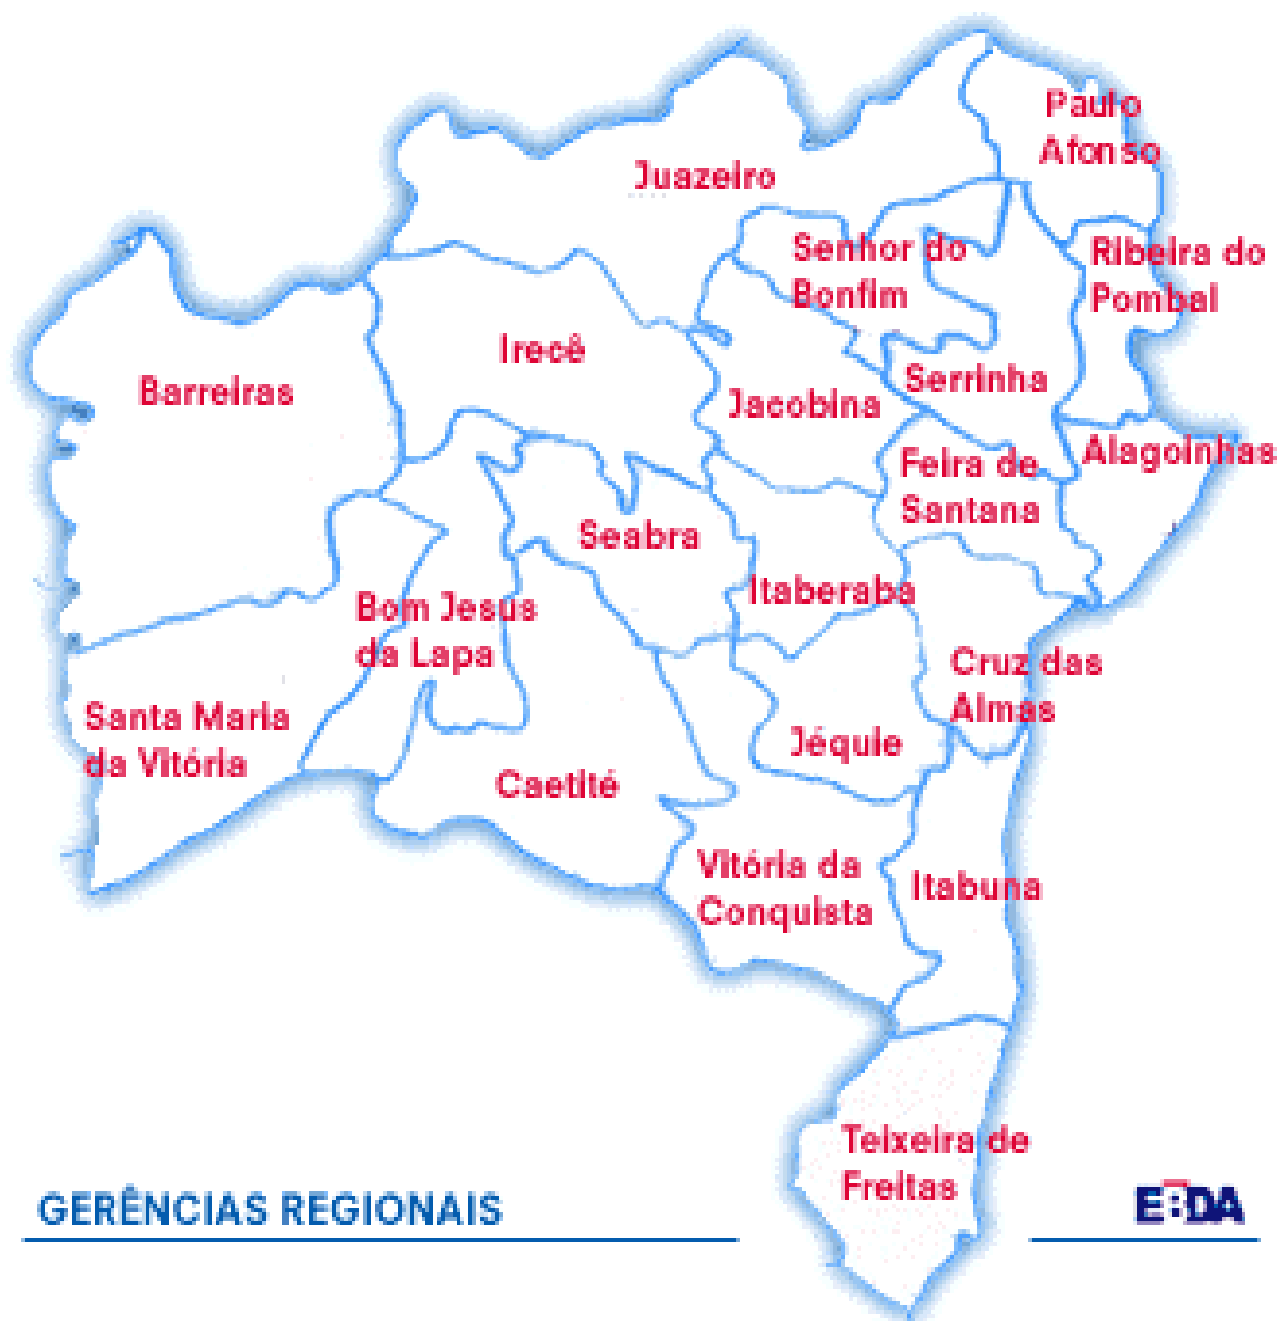 Paulo
Afonso
Juazeiro
Senhor do
Bonfim
Ribeira do
Pombal
Irecê
Barreiras
Serrinha
Jacobina
Alagoinhas
Feira de
Santana
Seabra
Itaberaba
Bom Jesus
da Lapa
Cruz das
Almas
Santa Maria
da Vitória
Jéquie
Caetité
Vitória da
Conquista
Itabuna
Teixeira de
Freitas
GERÊNCIAS REGIONAIS
EBDA